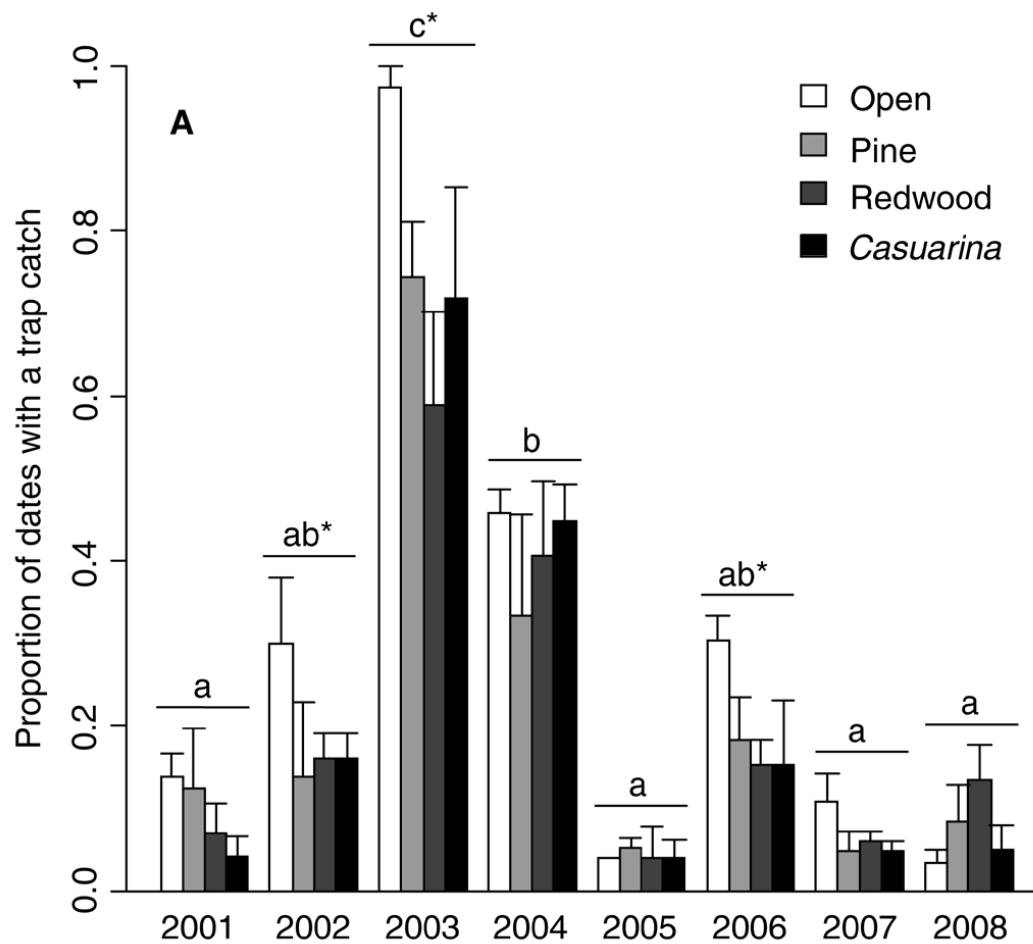 c*
1.0
A
Open
Pine
Redwood
Casuarina
0.8
0.6
b
ab*
0.4
ab*
a
0.2
a
a
a
0.0
Proportion of dates with a trap catch
2001 2002 2003 2004 2005 2006 2007 2008